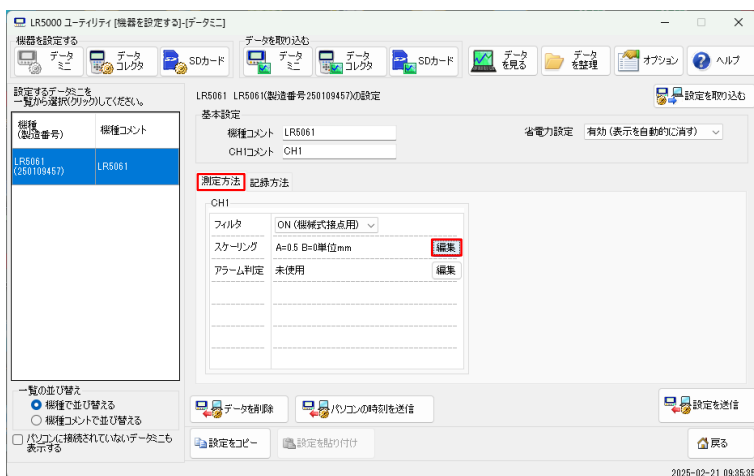 LR5000 ユーティリティ [機器を設定する]-[データミニ]
機器を設定する
データを取り込む
データ
ミニ
データ
コレクタ
SDカード
データ
ミニ
データ
コレクタ
SDカード
データ
を見る
データ
を整理
オプション
ヘルプ
設定するデータミニを
一覧から選択(クリック)してください。
LR5061 LR5061(製造番号250109457)の設定
設定を取り込む
機種
(製造番号)
機種コメント
LR5061
(250109457)
LR5061
基本設定
機種コメント LR5061
省電力設定 有効 (表示を自動的に消す)
CH1コメント CH1
測定方法 記録方法
CH1
フィルタ ON (機械式接点用)
スケーリング A=0.5 B=0単位mm 編集
アラーム判定 未使用 編集
一覧の並び替え
機種で並び替える
機種コメントで並び替える
パソコンに接続されていないデータミニも
表示する
データを削除
パソコンの時刻を送信
設定を送信
設定をコピー
設定を貼り付け
戻る
2025-02-21 09:35:35